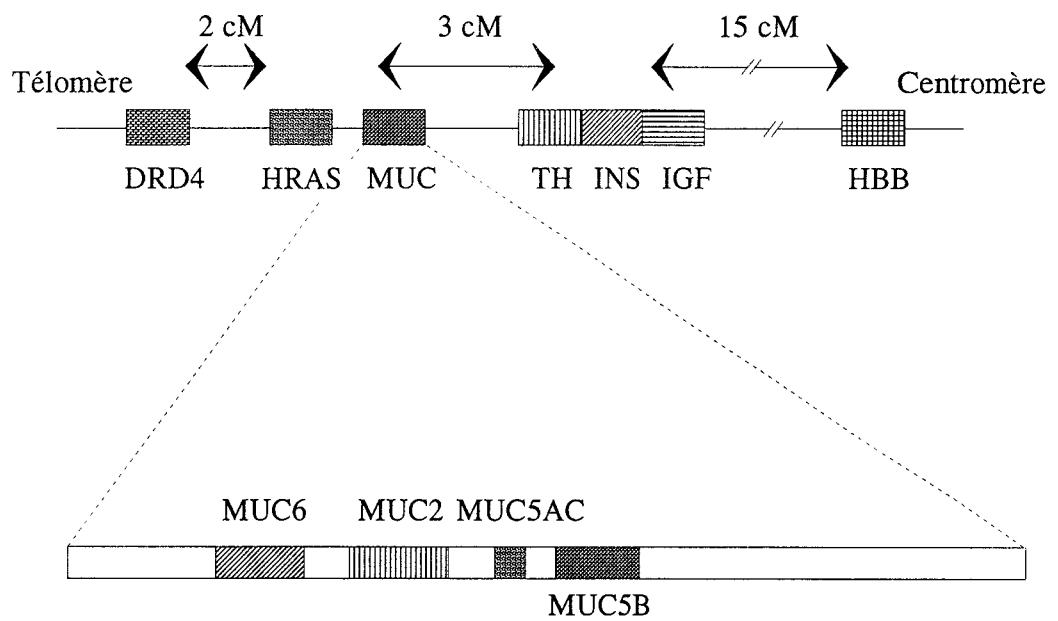 2 cM 3 cM 15 cM
Télomère Centromère
DRD4 HRAS MUC TH INS IGF HBB
MUC6 MUC2 MUC5AC
MUC5B